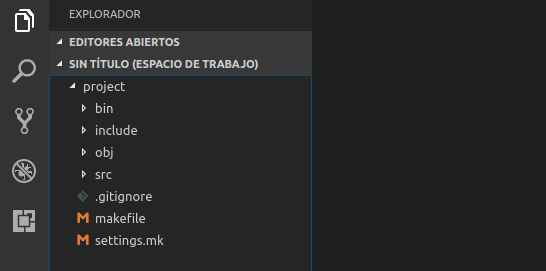 EXPLORADOR
EDITORES ABIERTOS
SIN TÍTULO (ESPACIO DE TRABAJO)
project
bin
include
obj
src
.gitignore
makefile
settings.mk